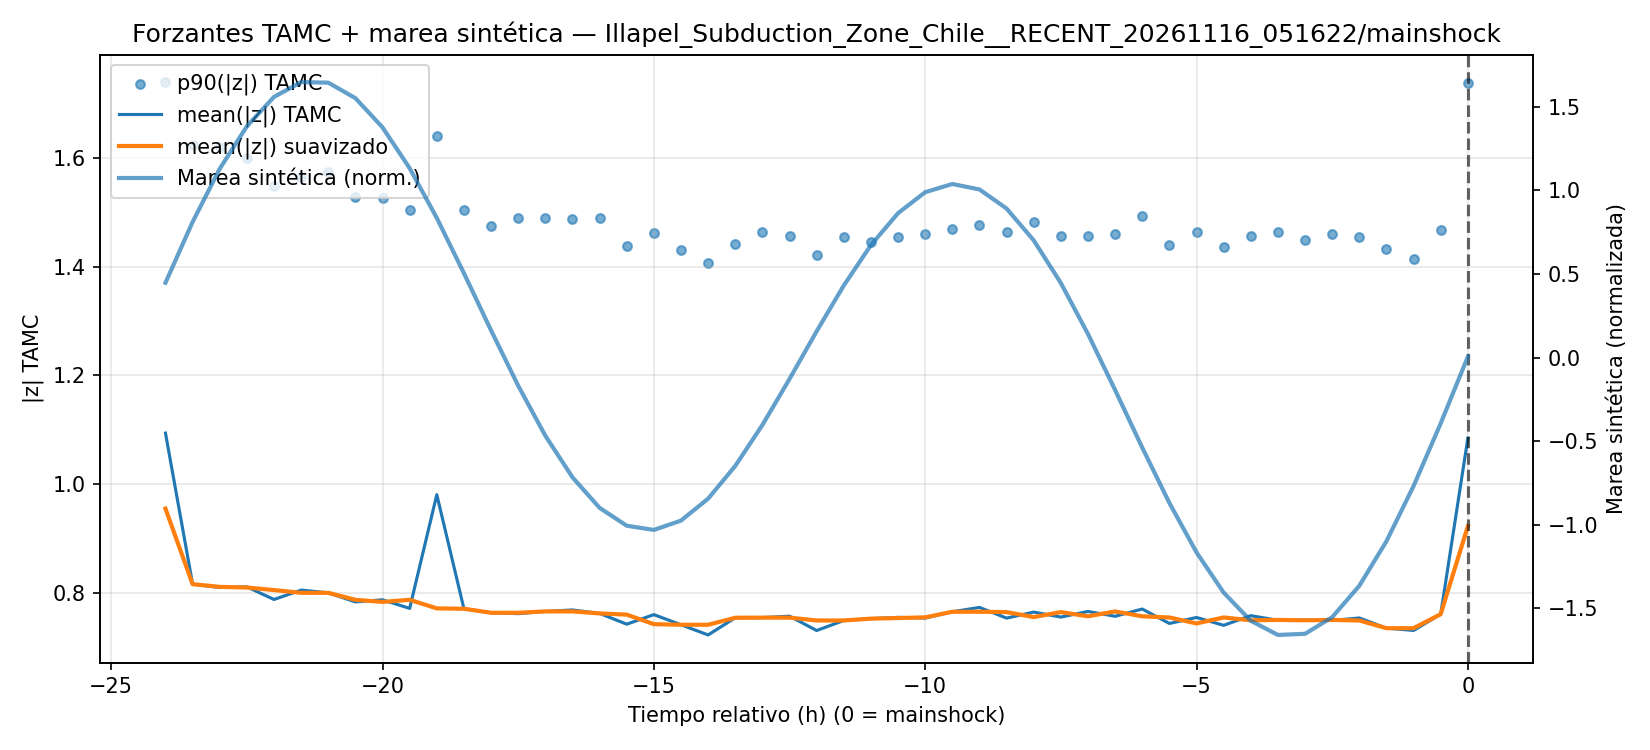 Forzantes TAMC + marea sintética — Illapel_Subduction_Zone_Chile__RECENT_20261116_051622/mainshock
p90(|z|) TAMC
mean(|z|) TAMC
mean(|z|) suavizado
Marea sintética (norm.)
|z| TAMC
1.6
1.4
1.2
1.0
0.8
1.5
1.0
0.5
0.0
−0.5
−1.0
−1.5
Marea sintética (normalizada)
−25
−20
−15
−10
−5
0
Tiempo relativo (h) (0 = mainshock)